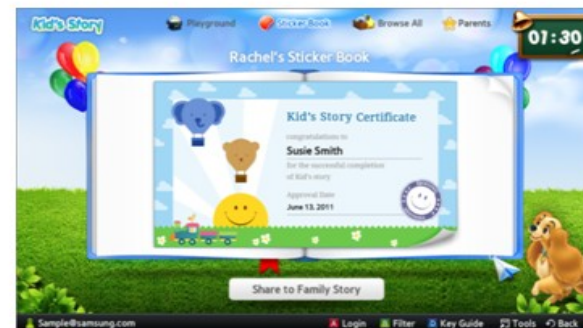 Kid's Story
Playground
Sticker Book
Browse All
Parents
01:30
Rachel's Sticker Book
Kid's Story Certificate
congratulations to
Susie Smith
for the successful completion
of Kid's story
Approval Date
June 13, 2011
Share to Family Story
Sample@samsung.com
A Login
B Filter
D Key Guide
Tools
Back